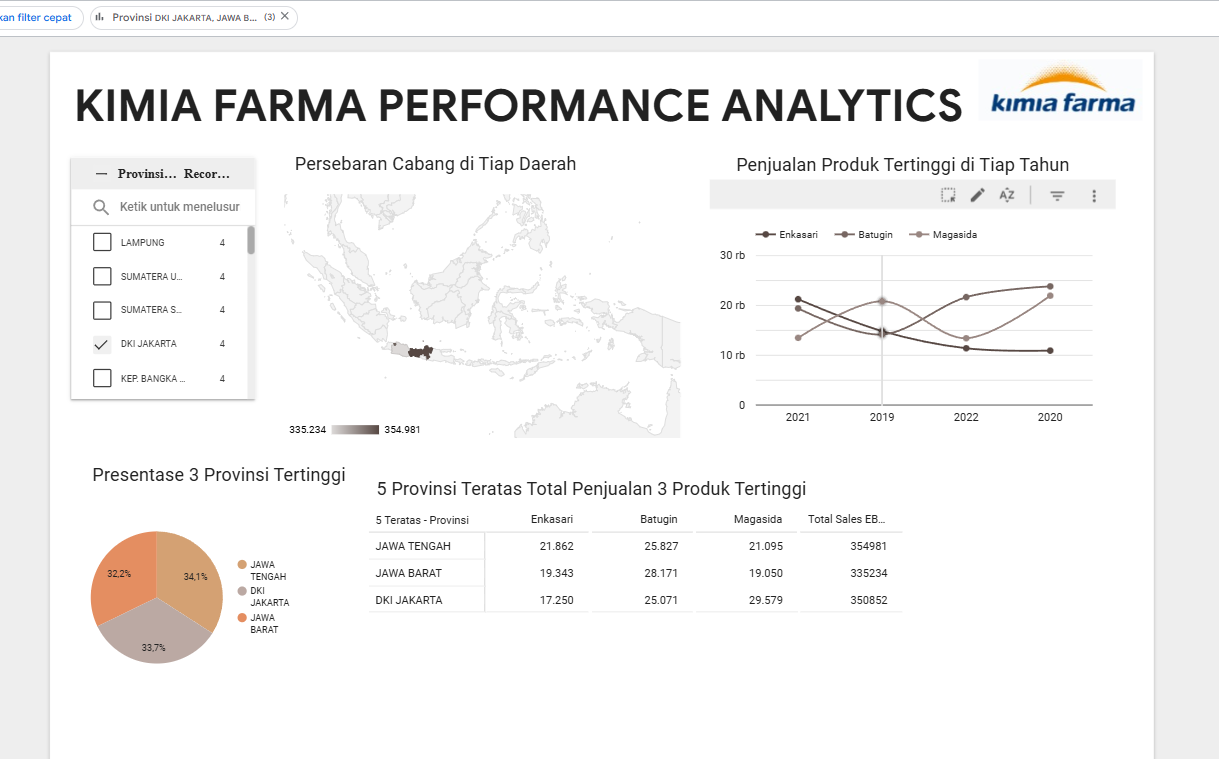 kan filter cepat
Provinsi DKI JAKARTA, JAWA B... (3)
KIMIA FARMA PERFORMANCE ANALYTICS
kimia farma
Provinsi... Recor...
Ketik untuk menelusur
LAMPUNG 4
SUMATERA U... 4
SUMATERA S... 4
DKI JAKARTA 4
KEP. BANGKA ... 4
Persebaran Cabang di Tiap Daerah
335.234 354.981
Penjualan Produk Tertinggi di Tiap Tahun
AZ
Enkasari Batugin Magasida
30 rb
20 rb
10 rb
0
2021 2019 2022 2020
Presentase 3 Provinsi Tertinggi
32,2%
34,1%
33,7%
JAWA
TENGAH
DKI
JAKARTA
JAWA
BARAT
5 Provinsi Teratas Total Penjualan 3 Produk Tertinggi
5 Teratas - Provinsi Enkasari Batugin Magasida Total Sales EB...
JAWA TENGAH 21.862 25.827 21.095 354981
JAWA BARAT 19.343 28.171 19.050 335234
DKI JAKARTA 17.250 25.071 29.579 350852